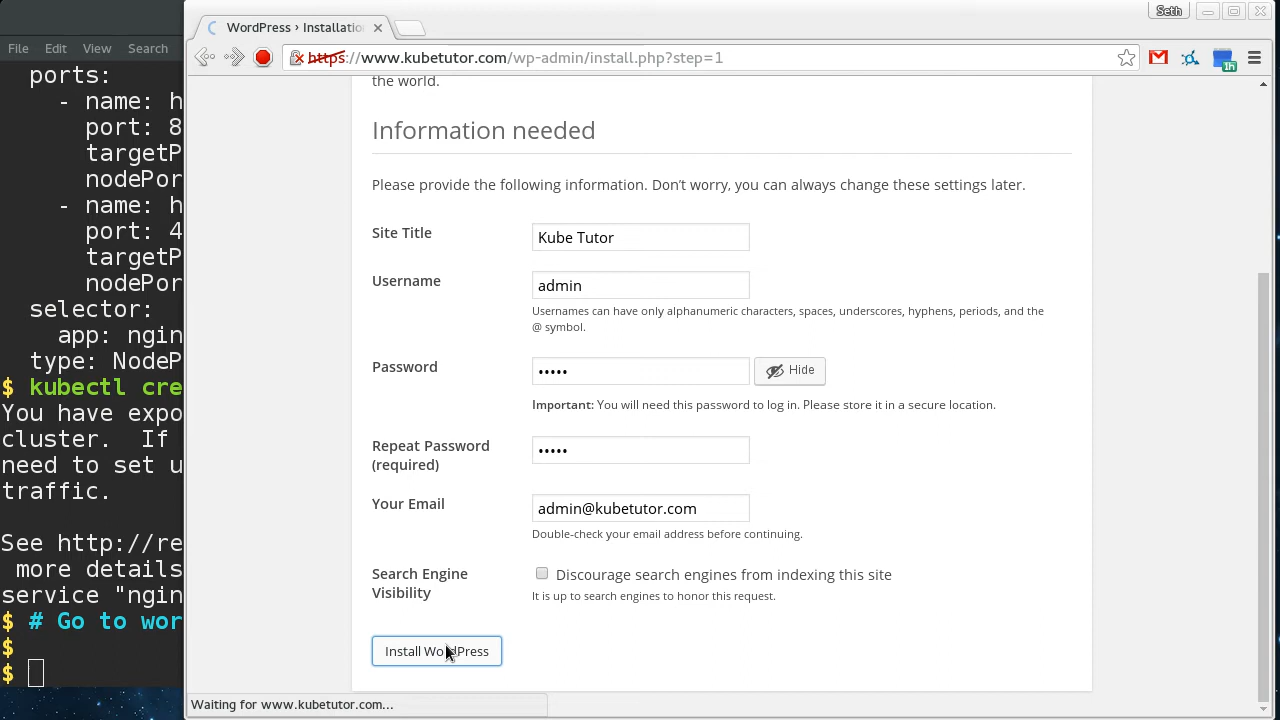 File Edit View Search
ports:
- name: h
port: 8
targetP
nodePor
- name: h
port: 4
targetP
nodePor
selector:
app: ngin
type: NodeP
$ kubectl cre
You have expo
cluster. If
need to set u
traffic.
See http://re
more details
service "ngin
$ # Go to wor
$
$
Seth
WordPress › Installatio
https://www.kubetutor.com/wp-admin/install.php?step=1
1h
the world.
Information needed
Please provide the following information. Don’t worry, you can always change these settings later.
Site Title
Kube Tutor
Username
admin
Usernames can have only alphanumeric characters, spaces, underscores, hyphens, periods, and the
@ symbol.
Password
•••••
Hide
Important: You will need this password to log in. Please store it in a secure location.
Repeat Password
(required)
•••••
Your Email
admin@kubetutor.com
Double-check your email address before continuing.
Search Engine
Visibility
Discourage search engines from indexing this site
It is up to search engines to honor this request.
Install WordPress
Waiting for www.kubetutor.com...